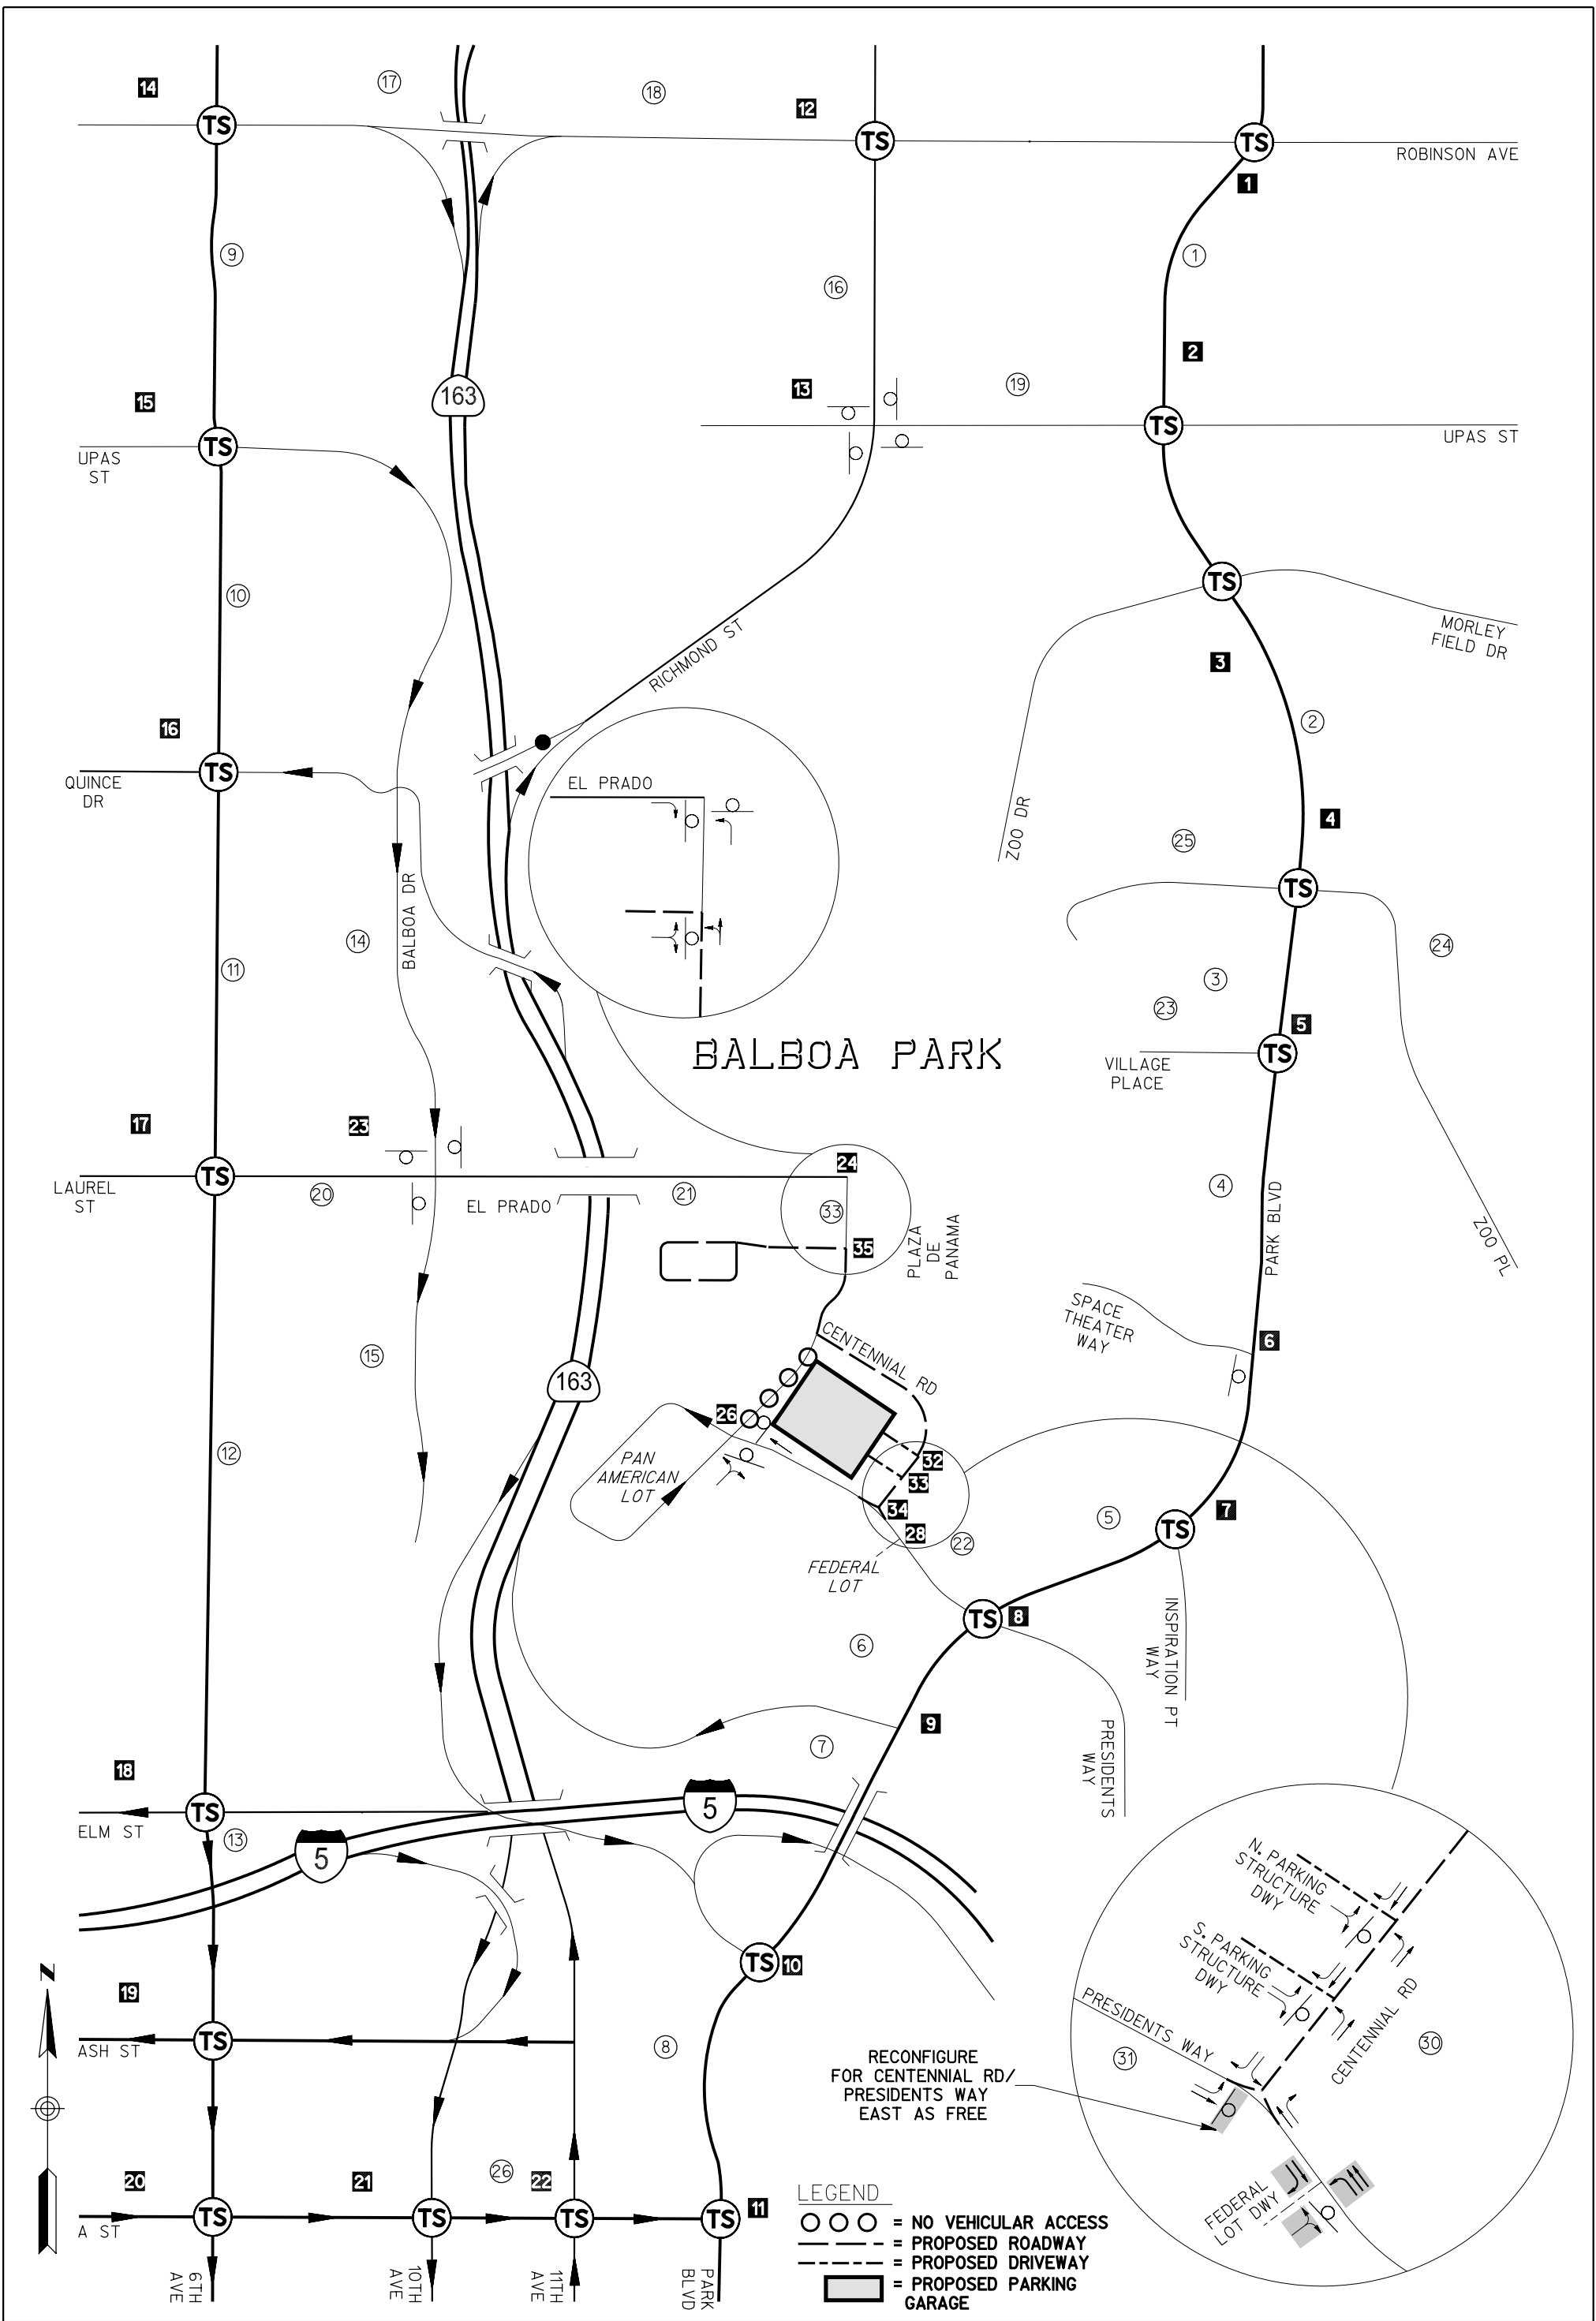 14
17
18
12
TS
TS
TS
ROBINSON AVE
1
9
1
16
2
15
163
13
19
TS
TS
UPAS ST
UPAS
ST
10
TS
MORLEY
FIELD DR
3
RICHMOND ST
2
16
TS
QUINCE
DR
EL PRADO
ZOO DR
4
25
TS
BALBOA DR
14
24
11
3
23
5
BALBOA PARK
TS
VILLAGE
PLACE
17
23
24
TS
LAUREL
ST
20
EL PRADO
21
33
4
PARK BLVD
PLAZA
DE
PANAMA
35
ZOO PL
SPACE
THEATER
WAY
6
CENTENNIAL RD
15
163
26
12
PAN
AMERICAN
LOT
32
33
34
28
22
5
7
TS
FEDERAL
LOT
TS
8
INSPIRATION PT
WAY
6
9
7
PRESIDENTS
WAY
18
5
TS
ELM ST
13
5
N. PARKING
STRUCTURE
DWY
S. PARKING
STRUCTURE
DWY
TS
10
N
19
PRESIDENTS WAY
CENTENNIAL RD
TS
ASH ST
8
31
30
RECONFIGURE
FOR CENTENNIAL RD/
PRESIDENTS WAY
EAST AS FREE
20
21
26
22
11
TS
TS
TS
TS
A ST
FEDERAL
LOT DWY
6TH
AVE
10TH
AVE
11TH
AVE
PARK
BLVD
LEGEND
= NO VEHICULAR ACCESS
= PROPOSED ROADWAY
= PROPOSED DRIVEWAY
= PROPOSED PARKING
GARAGE